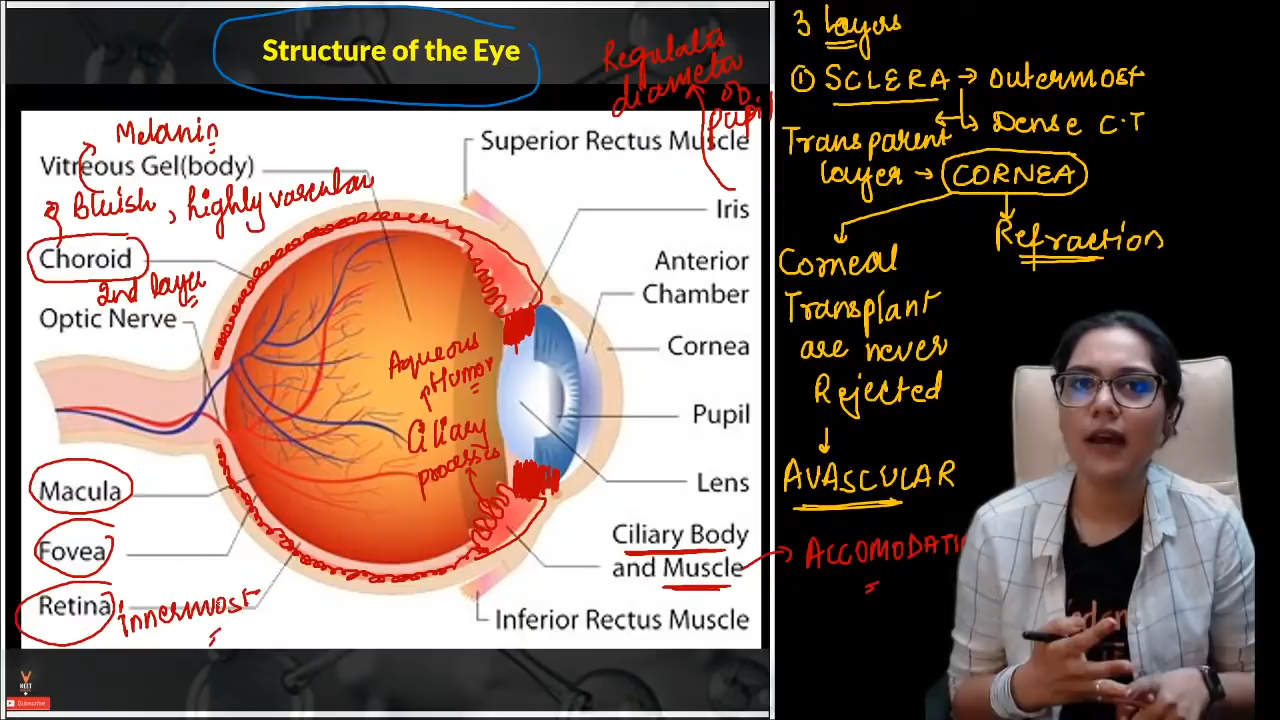 Structure of the Eye
Regulates
diameter
of
pupil
Melanin
Vitreous Gel(body)
Bluish, highly vascular
Choroid
2nd layer
Optic Nerve
Macula
Fovea
Retina
innermost
Aqueous
Humor
Ciliary
processes
Superior Rectus Muscle
Iris
Anterior
Chamber
Cornea
Pupil
Lens
Ciliary Body
and Muscle
Inferior Rectus Muscle
3 layers
① SCLERA → Outermost
→ Dense C.T
Transparent
layer → CORNEA
Refraction
Corneal
Transplant
are never
Rejected
AVASCULAR
→ ACCOMODATI
NEET
Subscribe